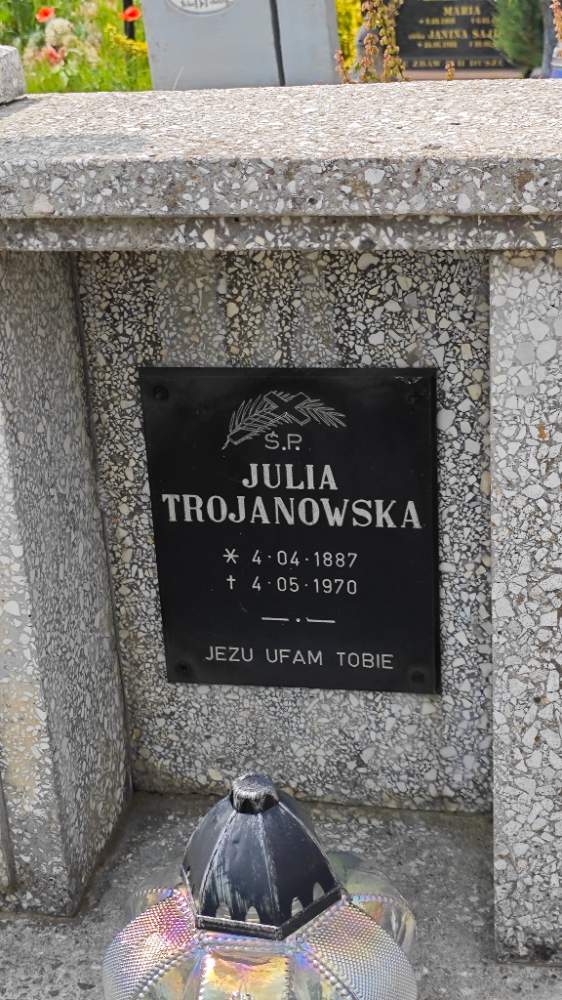 MARIA
JANINA
Ś.P.
JULIA
TROJANOWSKA
* 4·04·1887
† 4·05·1970
JEZU UFAM TOBIE